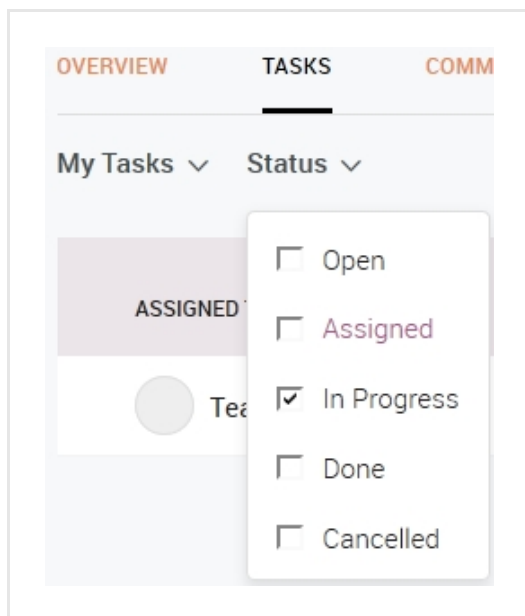 OVERVIEW TASKS COMM
My Tasks Status
Open
ASSIGNED
Assigned
In Progress
Tea
Done
Cancelled